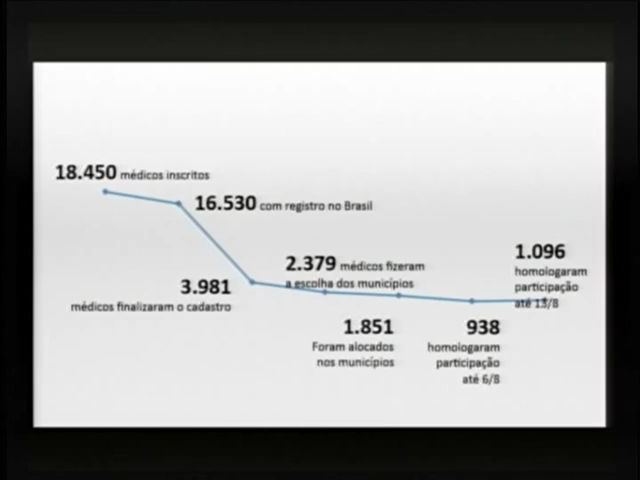 18.450 médicos inscritos
16.530 com registro no Brasil
3.981
médicos finalizaram o cadastro
2.379 médicos fizeram
a escolha dos municípios
1.851
Foram alocados
nos municípios
938
homologaram
participação
até 6/8
1.096
homologaram
participação
até 13/8